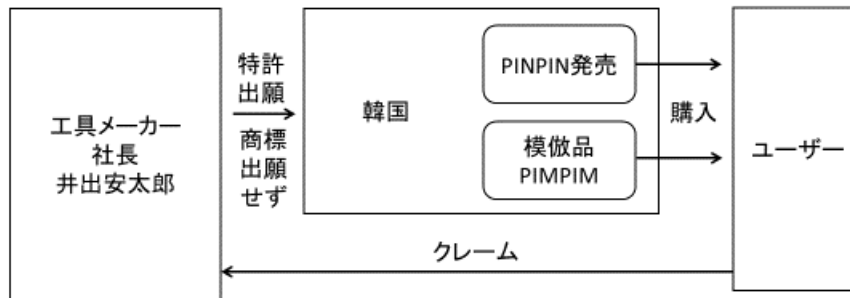 工具メーカー
社長
井出安太郎
特許
出願
商標
出願
せず
韓国
PINPIN発売
模倣品
PIMPIM
購入
ユーザー
クレーム